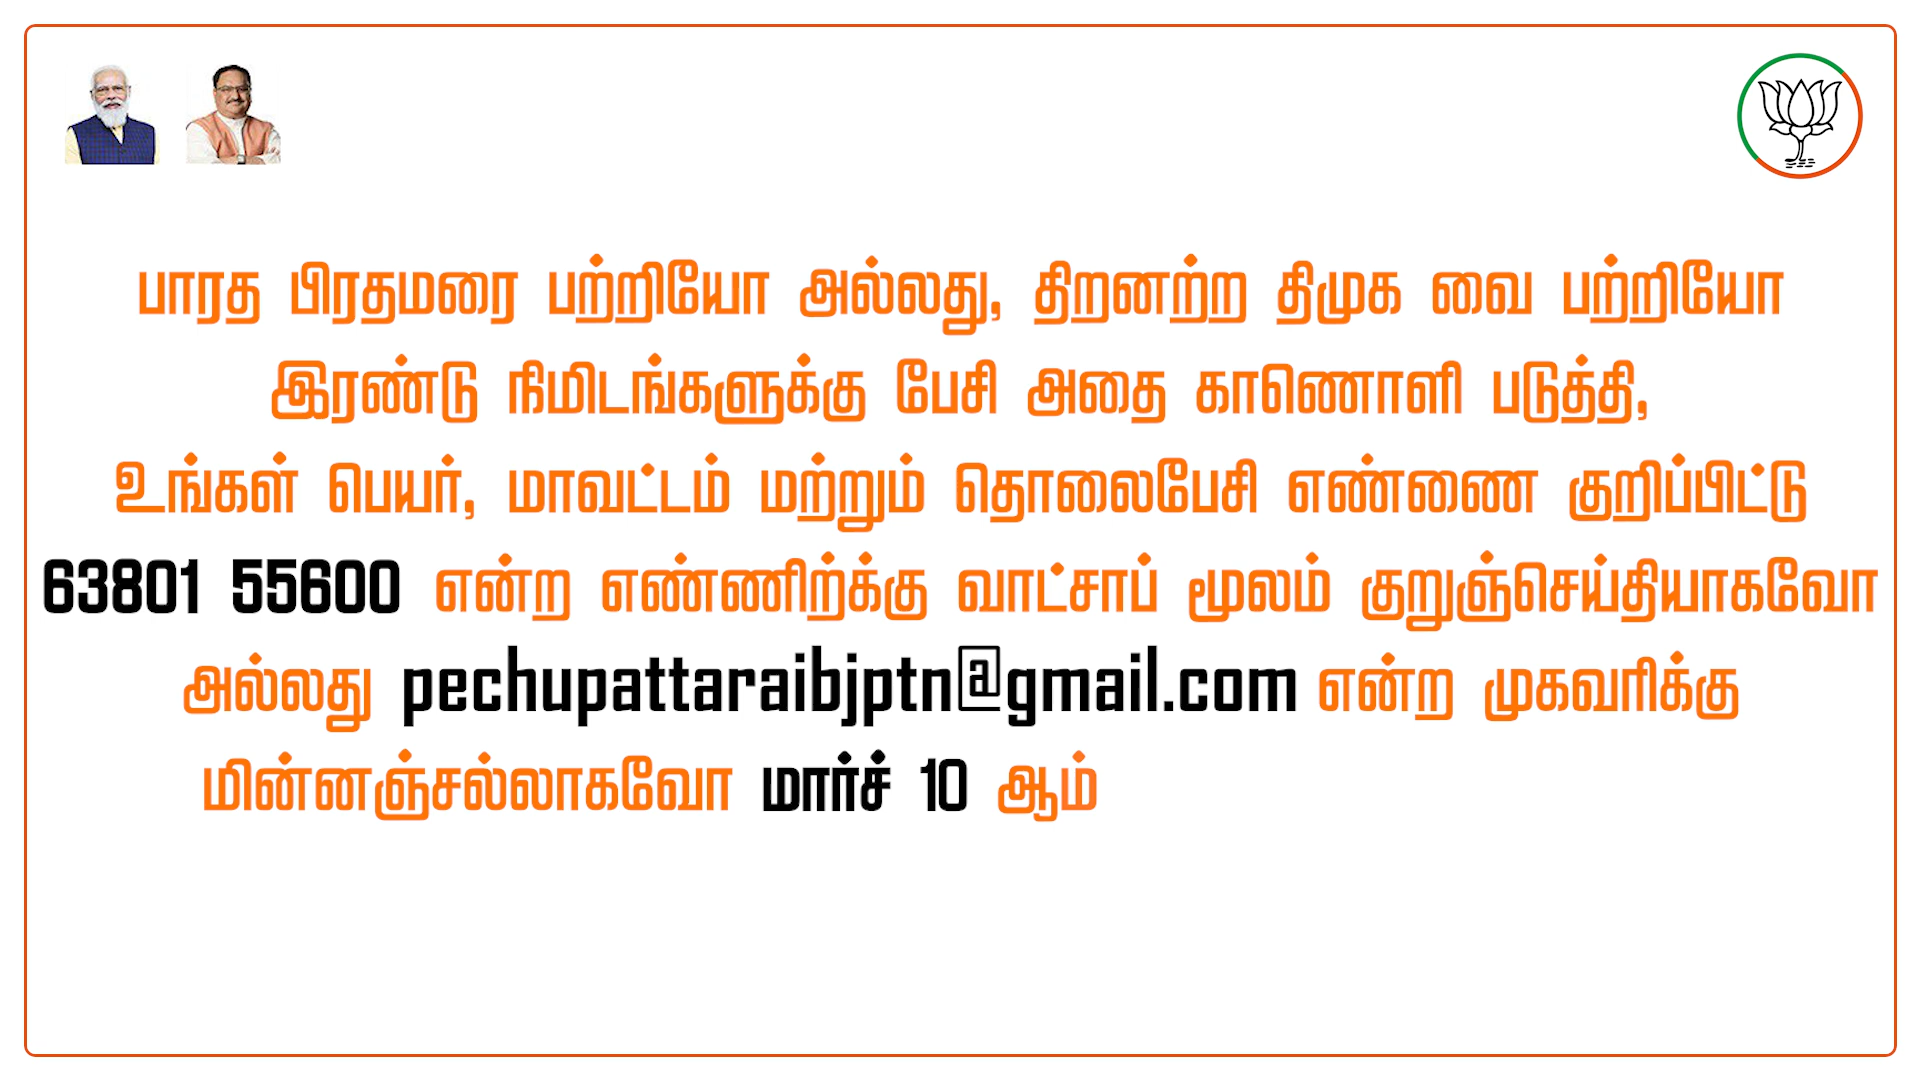 பாரத பிரதமரை பற்றியோ அல்லது, திறனற்ற திமுக வை பற்றியோ
இரண்டு நிமிடங்களுக்கு பேசி அதை காணொளி படுத்தி,
உங்கள் பெயர், மாவட்டம் மற்றும் தொலைபேசி எண்ணை குறிப்பிட்டு
63801 55600 என்ற எண்ணிற்க்கு வாட்சாப் மூலம் குறுஞ்செய்தியாகவோ
அல்லது pechupattaraibjptn@gmail.com என்ற முகவரிக்கு
மின்னஞ்சல்லாகவோ மார்ச் 10 ஆம்